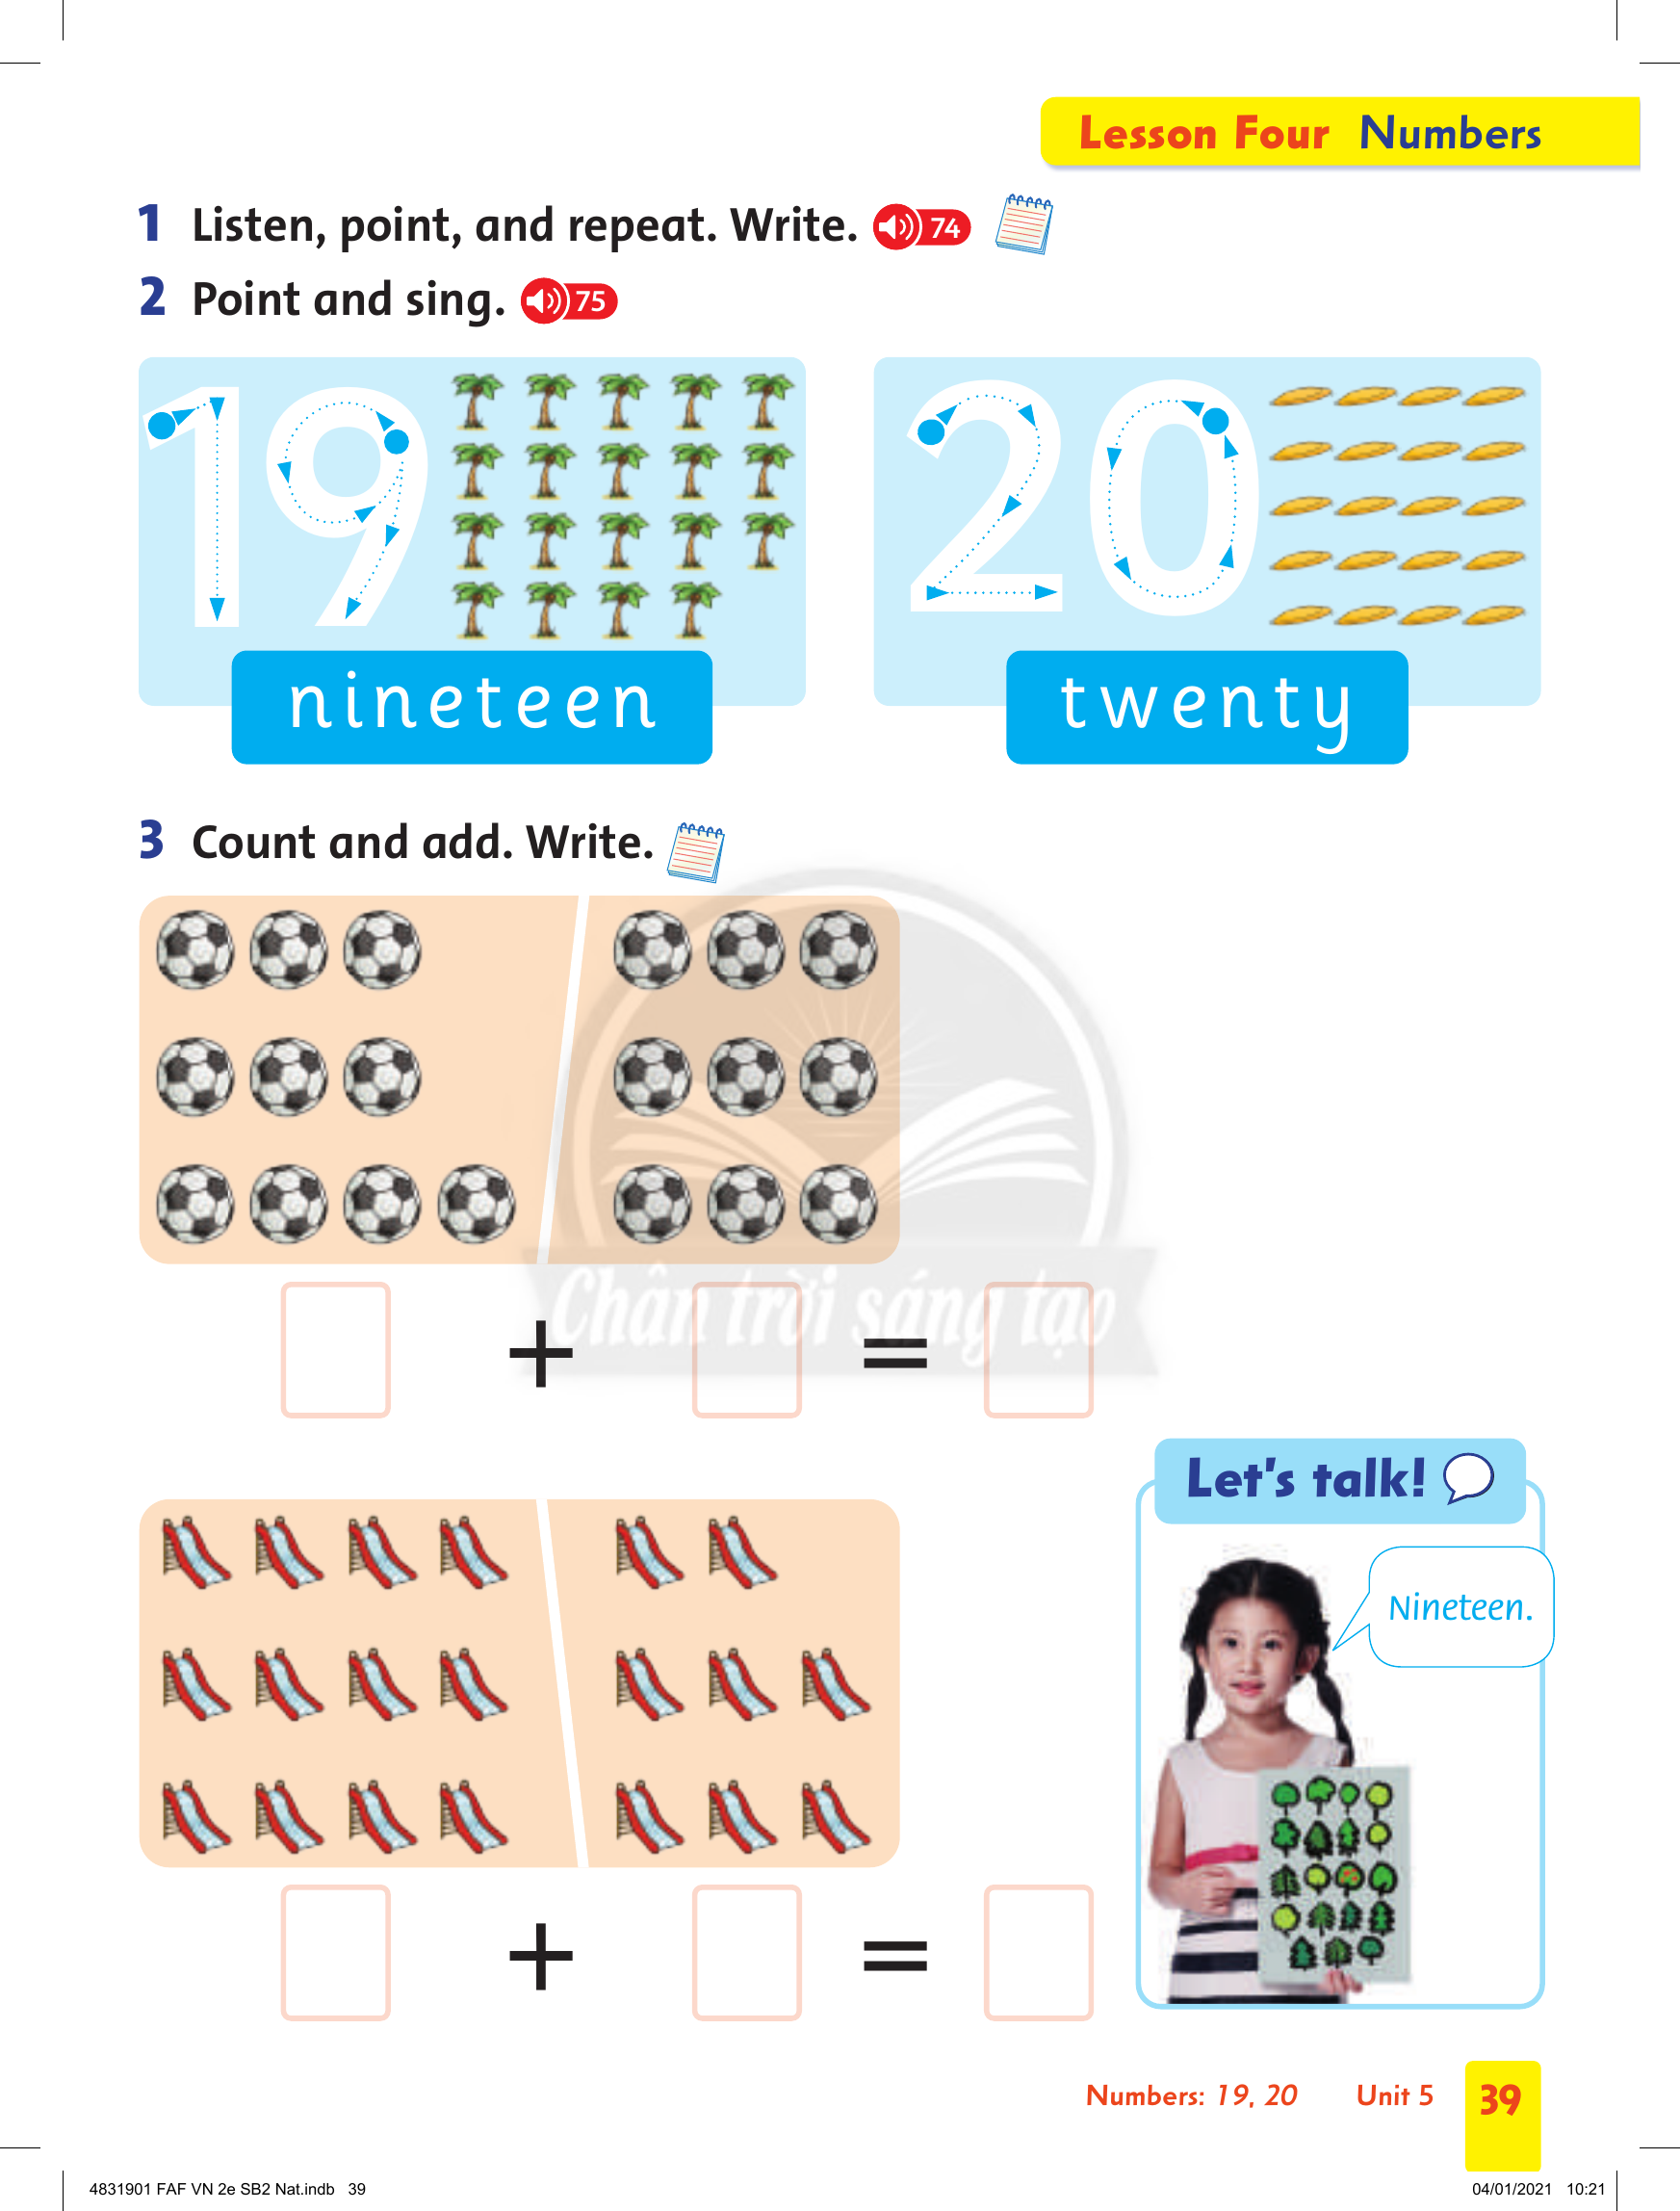 Lesson Four Numbers
1 Listen, point, and repeat. Write. 74
2 Point and sing. 75
19
20
nineteen
twenty
3 Count and add. Write.
Chân trời sáng tạo
+ =
Let's talk!
Nineteen.
+ =
Numbers: 19, 20 Unit 5 39
4831901 FAF VN 2e SB2 Nat.indb 39 04/01/2021 10:21